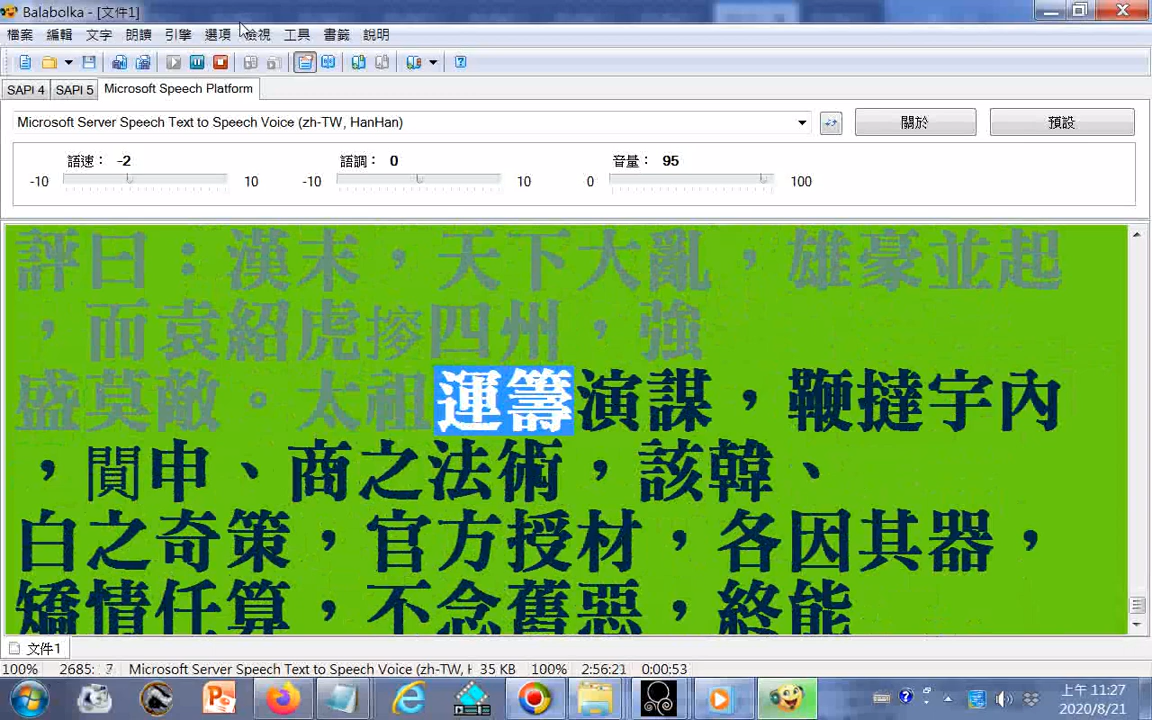 Balabolka - [文件1]
檔案 編輯 文字 朗讀 引擎 選項 檢視 工具 書籤 說明
SAPI 4 SAPI 5 Microsoft Speech Platform
Microsoft Server Speech Text to Speech Voice (zh-TW, HanHan) 關於 預設
語速： -2 語調： 0 音量： 95
-10 10 -10 10 0 100
評曰：漢末，天下大亂，雄豪並起
，而袁紹虎摎四州，強
盛莫敵。太祖運籌演謀，鞭撻宇內
，閴申、商之法術，該韓、
白之奇策，官方授材，各因其器，
矯情任算，不念舊惡，終能
文件1
100% 2685: 7 Microsoft Server Speech Text to Speech Voice (zh-TW, H 35 KB 100% 2:56:21 0:00:53
上午 11:27
2020/8/21